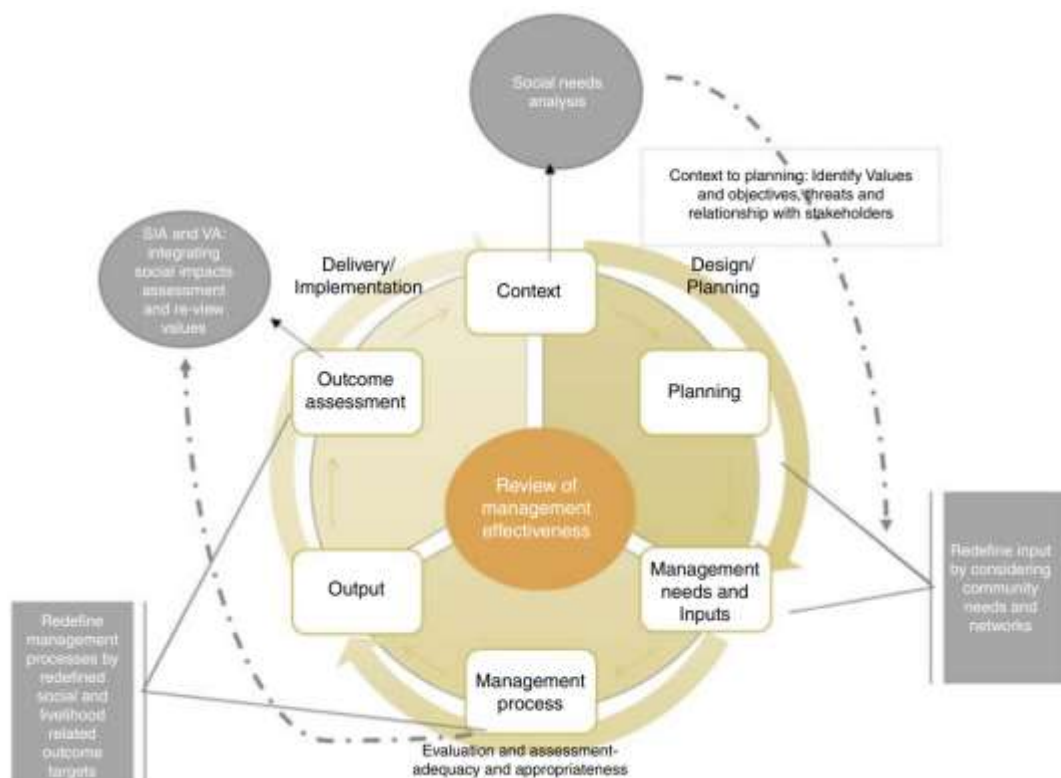 Social needs
analysis
Context to planning: Identify Values
and objectives, threats and
relationship with stakeholders
SIA and VA:
integrating
social impacts
assessment
and re-view
values
Delivery/
Implementation
Context
Design/
Planning
Outcome
assessment
Planning
Review of
management
effectiveness
Output
Management
needs and
Inputs
Redefine input
by considering
community
needs and
networks
Redefine
management
processes by
redefined
social and
livelihood
related
outcome
targets
Management
process
Evaluation and assessment-
adequacy and appropriateness